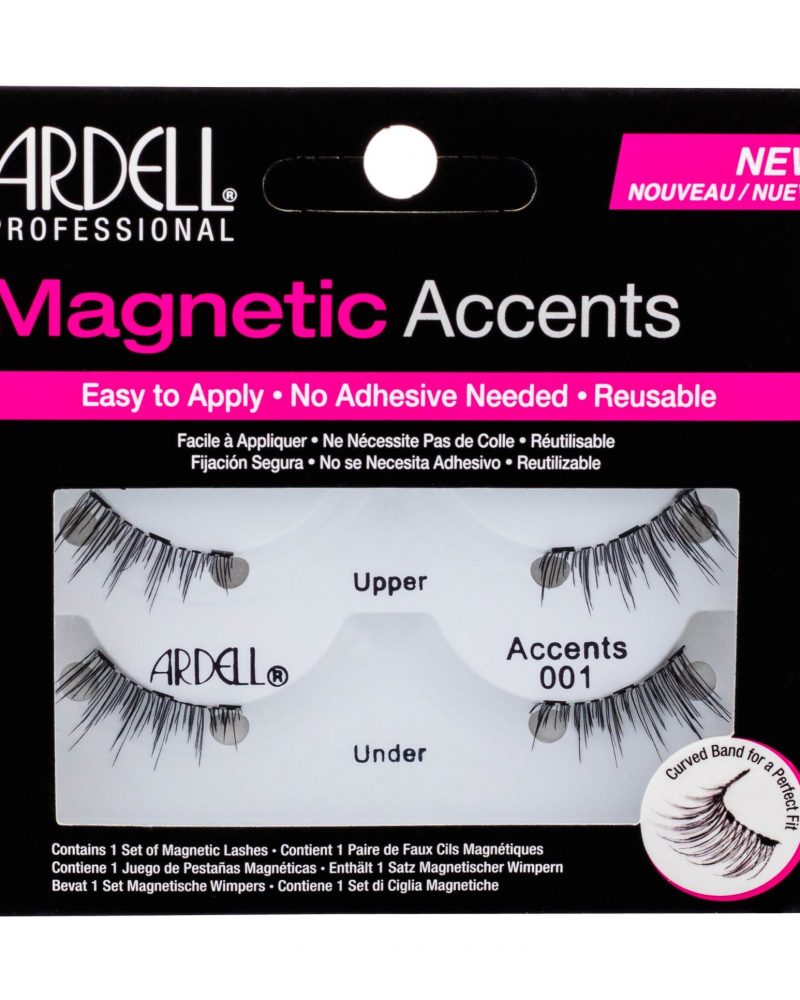 ARDELL®
PROFESSIONAL
NEW
NOUVEAU / NUEV
Magnetic Accents
Easy to Apply • No Adhesive Needed • Reusable
Facile à Appliquer • Ne Nécessite Pas de Colle • Réutilisable
Fijación Segura • No se Necesita Adhesivo • Reutilizable
Upper
ARDELL®
Accents
001
Under
Curved Band for a Perfect Fit
Contains 1 Set of Magnetic Lashes • Contient 1 Paire de Faux Cils Magnétiques
Contiene 1 Juego de Pestañas Magnéticas • Enthält 1 Satz Magnetischer Wimpern
Bevat 1 Set Magnetische Wimpers • Contiene 1 Set di Ciglia Magnetiche